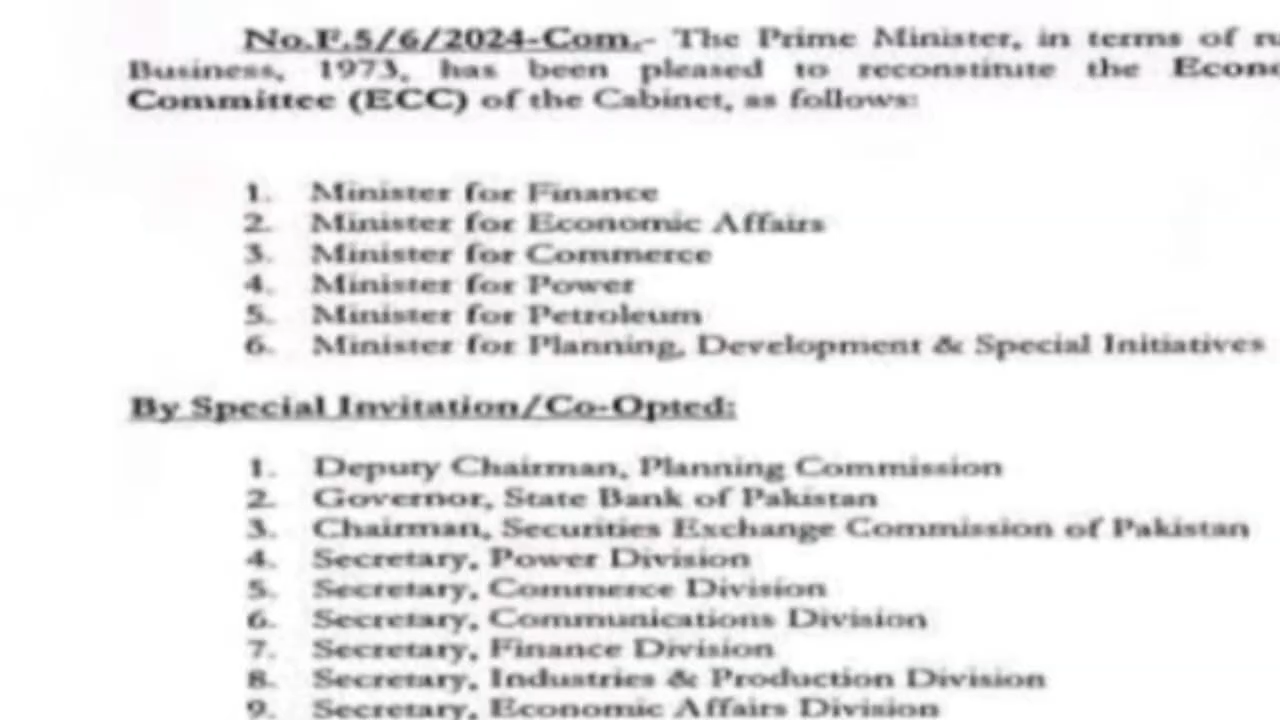 No.F.5/6/2024-Com.- The Prime Minister, in terms of
Business, 1973, has been pleased to reconstitute the
Committee (ECC) of the Cabinet, as follows:
1. Minister for Finance
2. Minister for Economic Affairs
3. Minister for Commerce
4. Minister for Power
5. Minister for Petroleum
6. Minister for Planning, Development & Special Initiatives
By Special Invitation/Co-Opted:
1. Deputy Chairman, Planning Commission
2. Governor, State Bank of Pakistan
3. Chairman, Securities Exchange Commission of Pakistan
4. Secretary, Power Division
5. Secretary, Commerce Division
6. Secretary, Communications Division
7. Secretary, Finance Division
8. Secretary, Industries & Production Division
9. Secretary, Economic Affairs Division